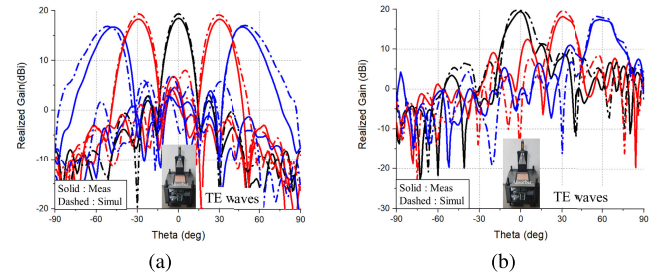 20
10
0
-10
-20
-90 -60 -30 0 30 60 90
Realized Gain(dBi)
Theta (deg)
Solid : Meas
Dashed : Simul
TE waves
(a)
20
10
0
-10
-20
-30
-90 -60 -30 0 30 60 90
Realized Gain (dBi)
Theta (deg)
Solid : Meas
Dashed : Simul
TE waves
(b)